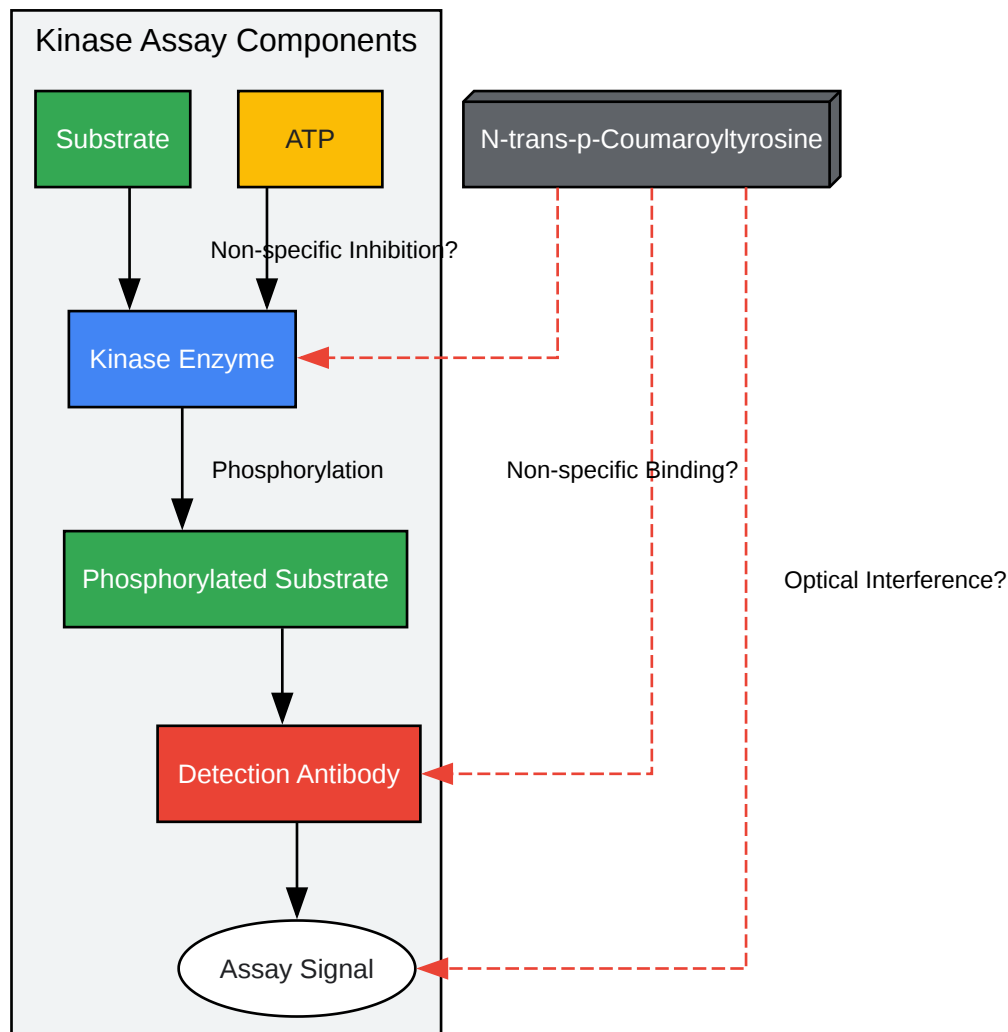 Kinase Assay Components
Substrate
ATP
N-trans-p-Coumaroyltyrosine
Non-specific Inhibition?
Kinase Enzyme
Phosphorylation
Non-specific Binding?
Phosphorylated Substrate
Optical Interference?
Detection Antibody
Assay Signal